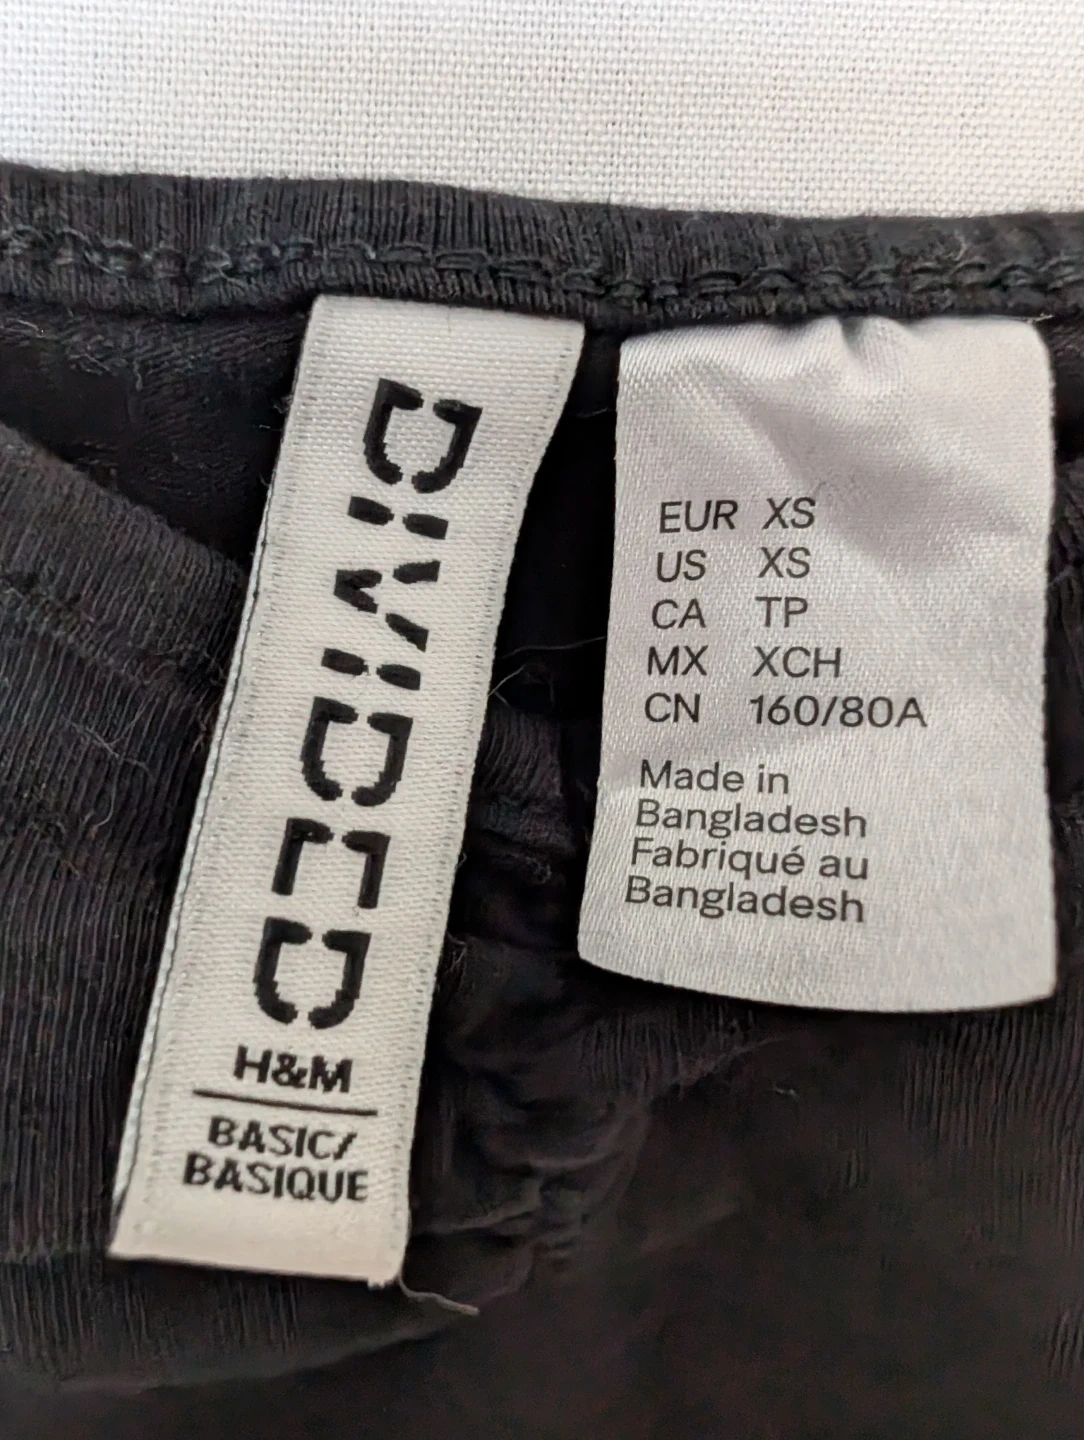 DIVIDED
H&M
BASIC/
BASIQUE
EUR XS
US XS
CA TP
MX XCH
CN 160/80A
Made in
Bangladesh
Fabriqué au
Bangladesh